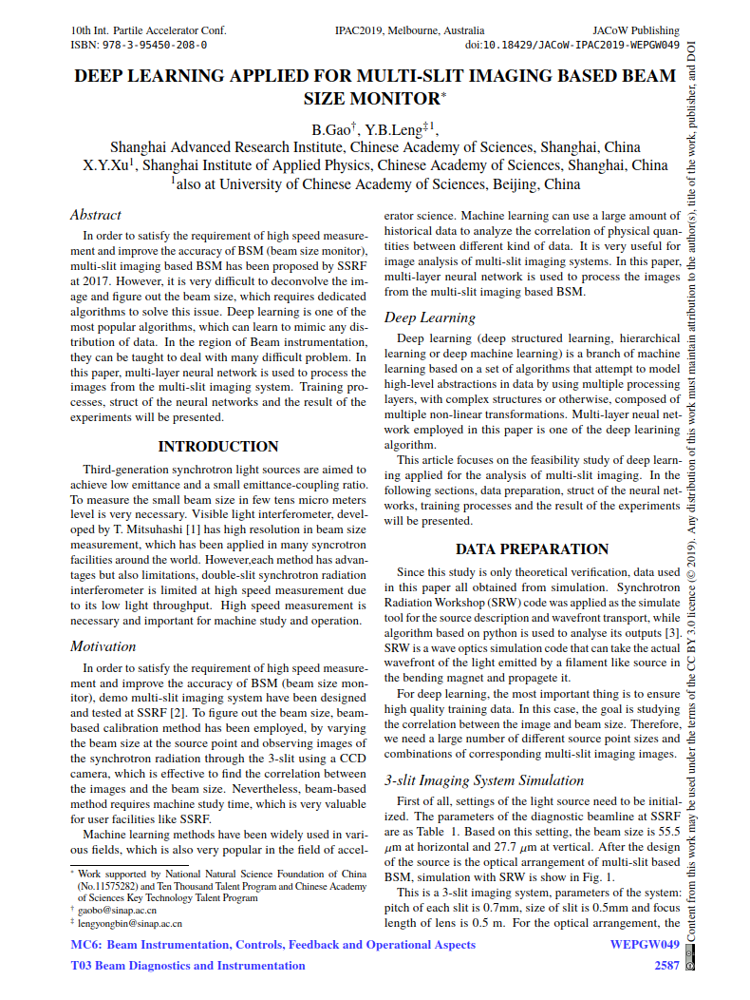 10th Int. Partile Accelerator Conf.
IPAC2019, Melbourne, Australia
JACoW Publishing
ISBN: 978-3-95450-208-0
doi:10.18429/JACoW-IPAC2019-WEPGW049
DEEP LEARNING APPLIED FOR MULTI-SLIT IMAGING BASED BEAM
SIZE MONITOR*
B.Gao†, Y.B.Leng‡1,
Shanghai Advanced Research Institute, Chinese Academy of Sciences, Shanghai, China
X.Y.Xu1, Shanghai Institute of Applied Physics, Chinese Academy of Sciences, Shanghai, China
1also at University of Chinese Academy of Sciences, Beijing, China
Abstract
In order to satisfy the requirement of high speed measure-
ment and improve the accuracy of BSM (beam size monitor),
multi-slit imaging based BSM has been proposed by SSRF
at 2017. However, it is very difficult to deconvolve the im-
age and figure out the beam size, which requires dedicated
algorithms to solve this issue. Deep learning is one of the
most popular algorithms, which can learn to mimic any dis-
tribution of data. In the region of Beam instrumentation,
they can be taught to deal with many difficult problem. In
this paper, multi-layer neural network is used to process the
images from the multi-slit imaging system. Training pro-
cesses, struct of the neural networks and the result of the
experiments will be presented.
INTRODUCTION
Third-generation synchrotron light sources are aimed to
achieve low emittance and a small emittance-coupling ratio.
To measure the small beam size in few tens micro meters
level is very necessary. Visible light interferometer, devel-
oped by T. Mitsuhashi [1] has high resolution in beam size
measurement, which has been applied in many syncrotron
facilities around the world. However,each method has advan-
tages but also limitations, double-slit synchrotron radiation
interferometer is limited at high speed measurement due
to its low light throughput. High speed measurement is
necessary and important for machine study and operation.
Motivation
In order to satisfy the requirement of high speed measure-
ment and improve the accuracy of BSM (beam size mon-
itor), demo multi-slit imaging system have been designed
and tested at SSRF [2]. To figure out the beam size, beam-
based calibration method has been employed, by varying
the beam size at the source point and observing images of
the synchrotron radiation through the 3-slit using a CCD
camera, which is effective to find the correlation between
the images and the beam size. Nevertheless, beam-based
method requires machine study time, which is very valuable
for user facilities like SSRF.
Machine learning methods have been widely used in vari-
ous fields, which is also very popular in the field of accel-
* Work supported by National Natural Science Foundation of China
(No.11575282) and Ten Thousand Talent Program and Chinese Academy
of Sciences Key Technology Talent Program
† gaobo@sinap.ac.cn
‡ lengyongbin@sinap.ac.cn
erator science. Machine learning can use a large amount of
historical data to analyze the correlation of physical quan-
tities between different kind of data. It is very useful for
image analysis of multi-slit imaging systems. In this paper,
multi-layer neural network is used to process the images
from the multi-slit imaging based BSM.
Deep Learning
Deep learning (deep structured learning, hierarchical
learning or deep machine learning) is a branch of machine
learning based on a set of algorithms that attempt to model
high-level abstractions in data by using multiple processing
layers, with complex structures or otherwise, composed of
multiple non-linear transformations. Multi-layer neual net-
work employed in this paper is one of the deep learining
algorithm.
This article focuses on the feasibility study of deep learn-
ing applied for the analysis of multi-slit imaging. In the
following sections, data preparation, struct of the neural net-
works, training processes and the result of the experiments
will be presented.
DATA PREPARATION
Since this study is only theoretical verification, data used
in this paper all obtained from simulation. Synchrotron
Radiation Workshop (SRW) code was applied as the simulate
tool for the source description and wavefront transport, while
algorithm based on python is used to analyse its outputs [3].
SRW is a wave optics simulation code that can take the actual
wavefront of the light emitted by a filament like source in
the bending magnet and propagete it.
For deep learning, the most important thing is to ensure
high quality training data. In this case, the goal is studying
the correlation between the image and beam size. Therefore,
we need a large number of different source point sizes and
combinations of corresponding multi-slit imaging images.
3-slit Imaging System Simulation
First of all, settings of the light source need to be initial-
ized. The parameters of the diagnostic beamline at SSRF
are as Table 1. Based on this setting, the beam size is 55.5
μm at horizontal and 27.7 μm at vertical. After the design
of the source is the optical arrangement of multi-slit based
BSM, simulation with SRW is show in Fig. 1.
This is a 3-slit imaging system, parameters of the system:
pitch of each slit is 0.7mm, size of slit is 0.5mm and focus
length of lens is 0.5 m. For the optical arrangement, the
MC6: Beam Instrumentation, Controls, Feedback and Operational Aspects
WEPGW049
T03 Beam Diagnostics and Instrumentation
2587
Content from this work may be used under the terms of the CC BY 3.0 licence (© 2019). Any distribution of this work must maintain attribution to the author(s), title of the work, publisher, and DOI